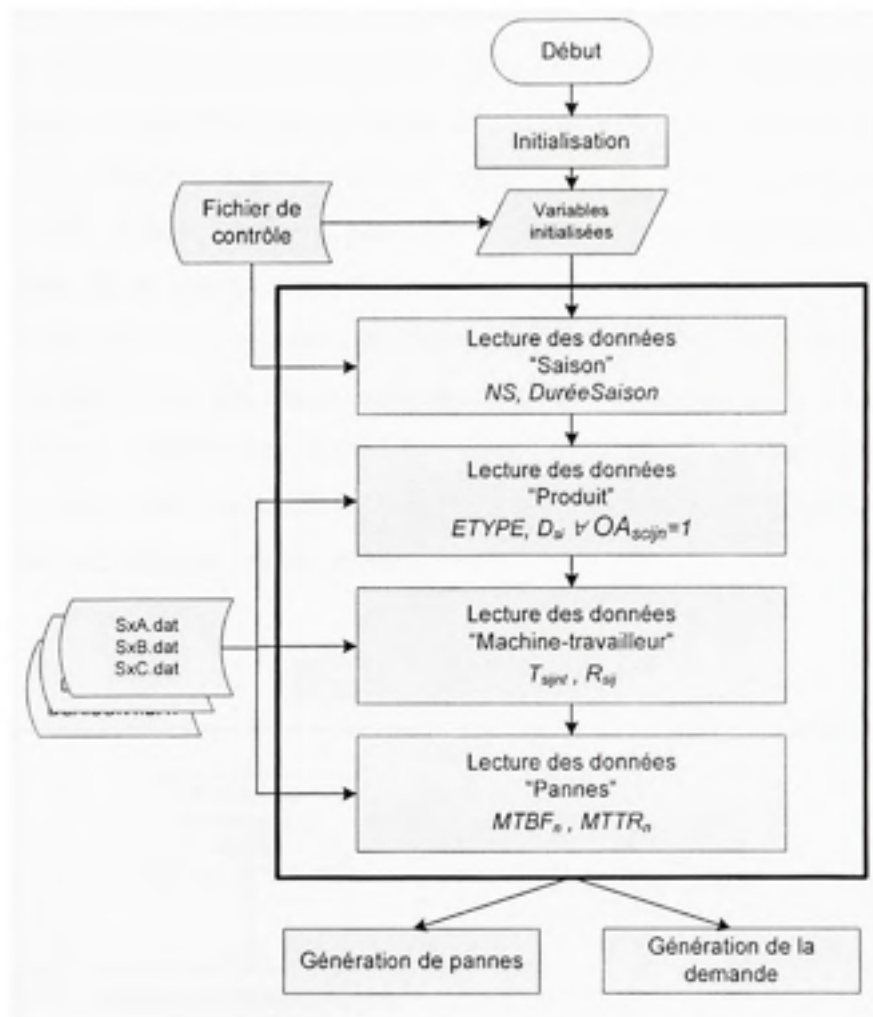 Début
Initialisation
Fichier de
contrôle
Variables
initialisées
Lecture des données
"Saison"
NS, DuréeSaison
Lecture des données
"Produit"
ETYPE, Dsi ∀ OAscijn=1
SxA.dat
SxB.dat
SxC.dat
Lecture des données
"Machine-travailleur"
Tsijnt , Rsij
Lecture des données
"Pannes"
MTBFn , MTTRn
Génération de pannes
Génération de la
demande